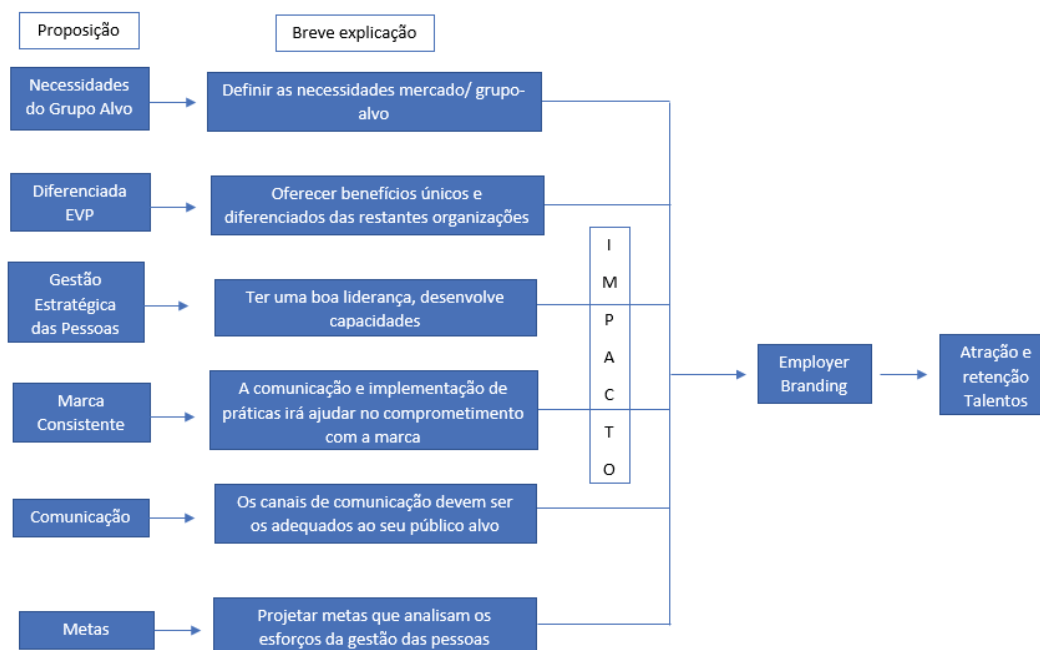 Proposição
Breve explicação
Necessidades
do Grupo Alvo
Definir as necessidades mercado/ grupo-
alvo
Diferenciada
EVP
Oferecer benefícios únicos e
diferenciados das restantes organizações
Gestão
Estratégica
das Pessoas
Ter uma boa liderança, desenvolve
capacidades
Marca
Consistente
A comunicação e implementação de
práticas irá ajudar no comprometimento
com a marca
Comunicação
Os canais de comunicação devem ser
os adequados ao seu público alvo
Metas
Projetar metas que analisam os
esforços da gestão das pessoas
I
M
P
A
C
T
O
Employer
Branding
Atração e
retenção
Talentos